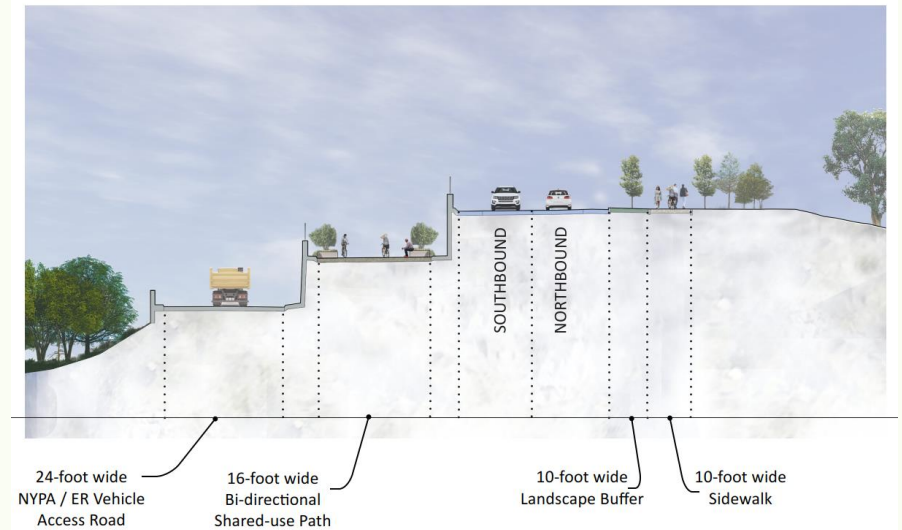 SOUTHBOUND
NORTHBOUND
24-foot wide
NYPA / ER Vehicle
Access Road
16-foot wide
Bi-directional
Shared-use Path
10-foot wide
Landscape Buffer
10-foot wide
Sidewalk